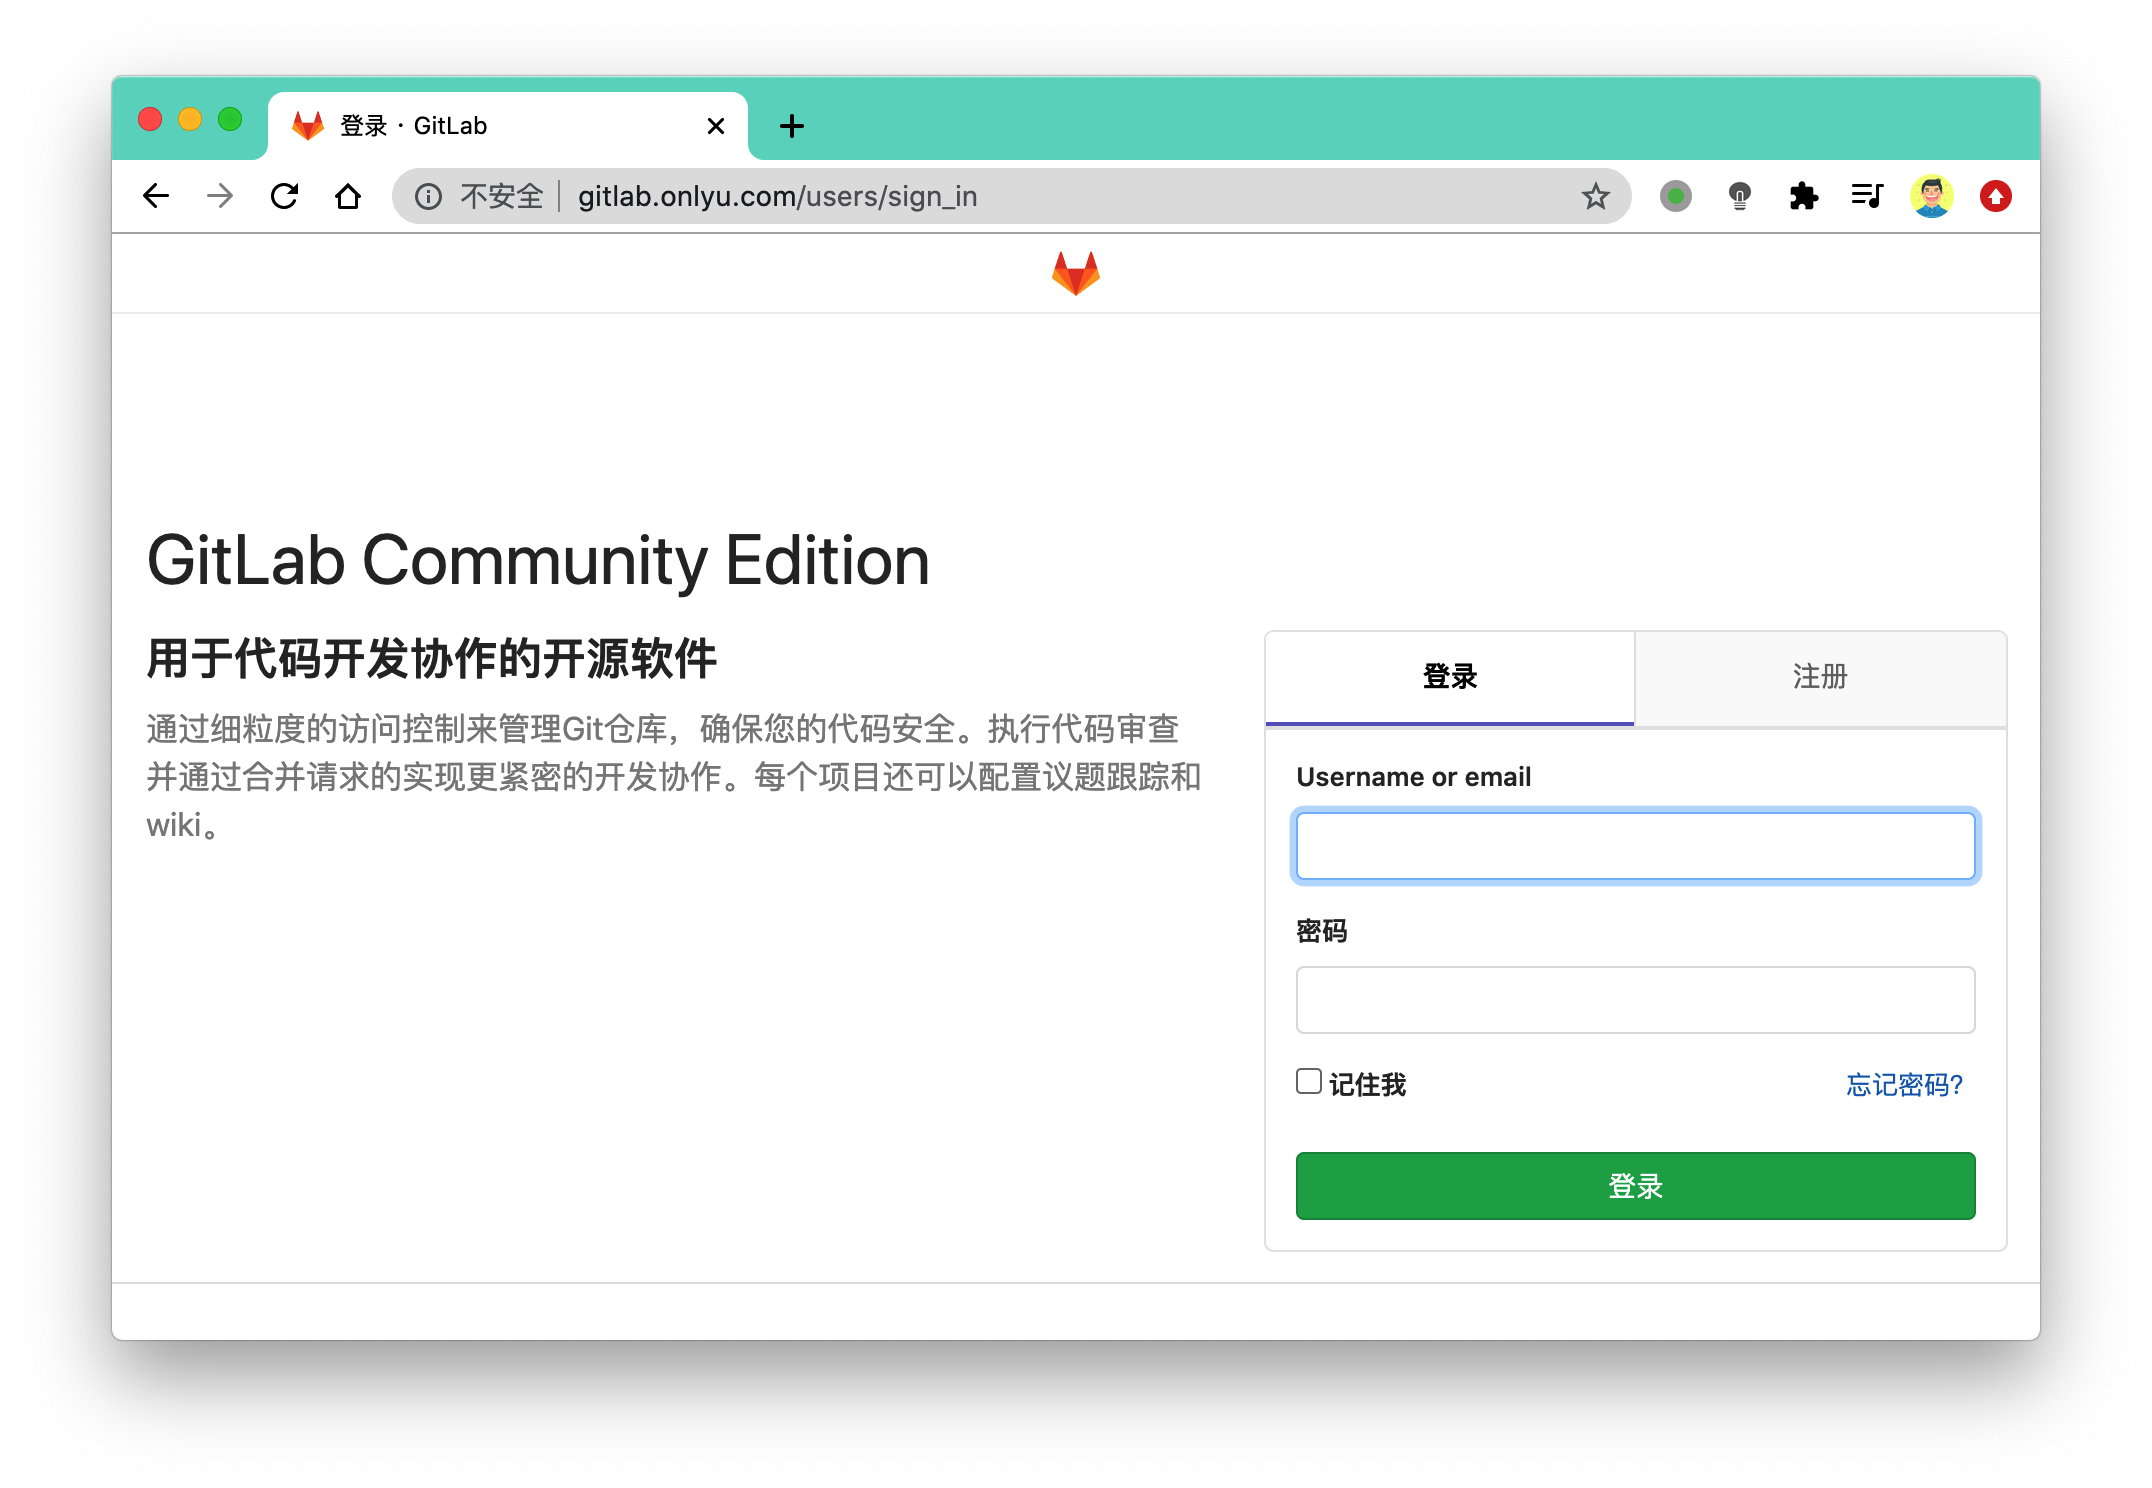 登录 · GitLab
不安全 gitlab.onlyu.com/users/sign_in
GitLab Community Edition
用于代码开发协作的开源软件
通过细粒度的访问控制来管理Git仓库，确保您的代码安全。执行代码审查
并通过合并请求的实现更紧密的开发协作。每个项目还可以配置议题跟踪和
wiki。
登录 注册
Username or email
密码
记住我 忘记密码?
登录